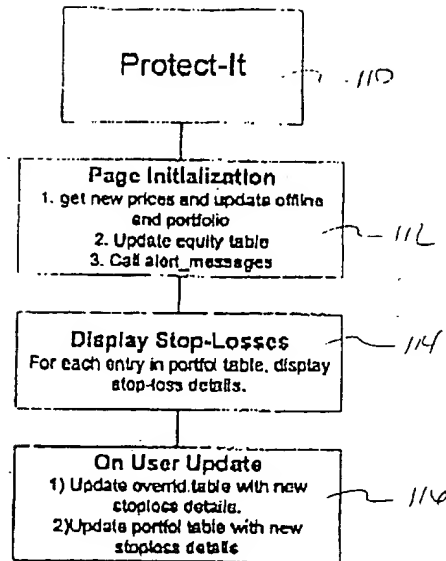 Protect-It
110
Page Initialization
1. get new prices and update offline
and portfolio
2. Update equity table
3. Call alert_messages
112
Display Stop-Losses
For each entry in portfol table, display
stop-loss details.
114
On User Update
1) Update overrid.table with new
stoploss details.
2)Update portfol table with new
stoploss details
116